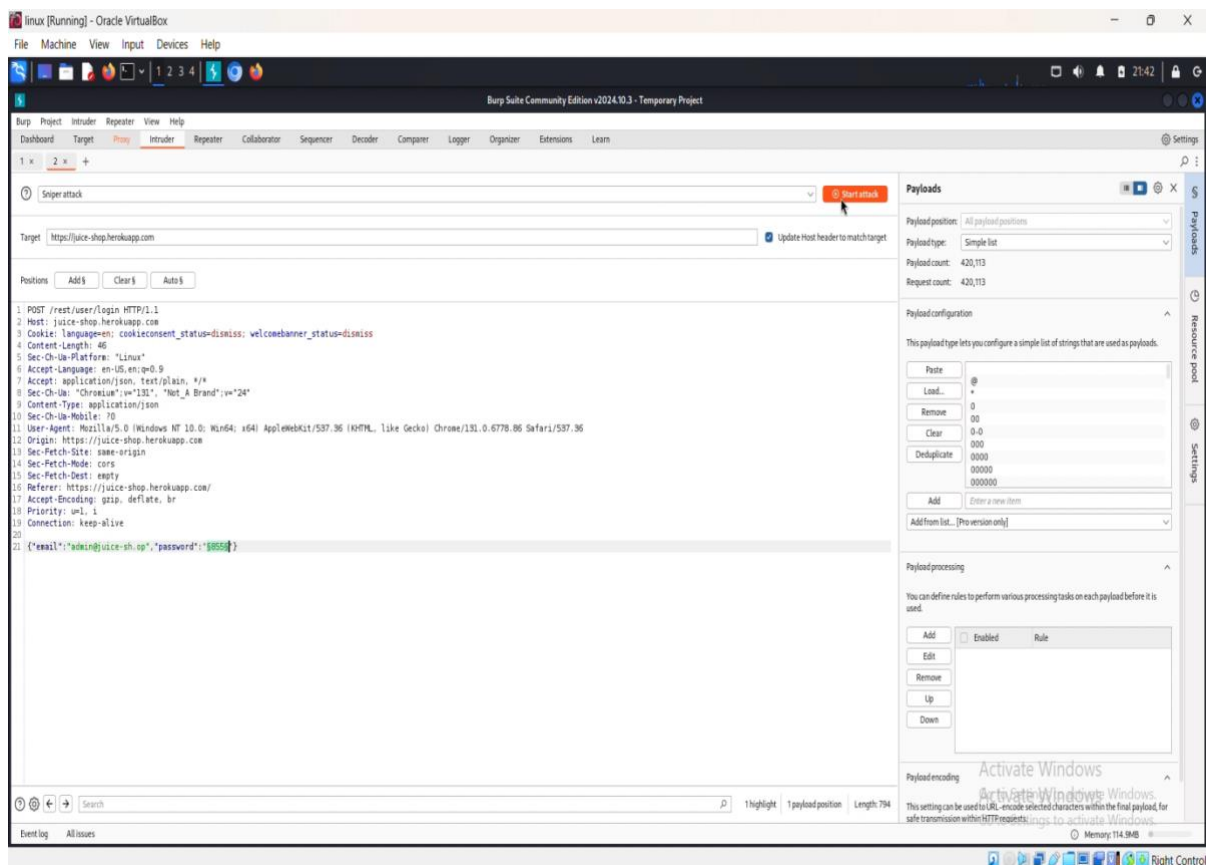 linux [Running] - Oracle VirtualBox
File Machine View Input Devices Help
1 2 3 4
21:42
Burp Suite Community Edition v2024.10.3 - Temporary Project
Burp Project Intruder Repeater View Help
Dashboard Target Proxy Intruder Repeater Collaborator Sequencer Decoder Comparer Logger Organizer Extensions Learn
Settings
1 × 2 × +
Sniper attack
Start attack
Target https://juice-shop.herokuapp.com
Update Host header to match target
Positions Add § Clear § Auto §
1 POST /rest/user/login HTTP/1.1
2 Host: juice-shop.herokuapp.com
3 Cookie: language=en; cookieconsent_status=dismiss; welcomebanner_status=dismiss
4 Content-Length: 46
5 Sec-Ch-Ua-Platform: "Linux"
6 Accept-Language: en-US,en;q=0.9
7 Accept: application/json, text/plain, */*
8 Sec-Ch-Ua: "Chromium";v="131", "Not_A Brand";v="24"
9 Content-Type: application/json
10 Sec-Ch-Ua-Mobile: ?0
11 User-Agent: Mozilla/5.0 (Windows NT 10.0; Win64; x64) AppleWebKit/537.36 (KHTML, like Gecko) Chrome/131.0.6778.86 Safari/537.36
12 Origin: https://juice-shop.herokuapp.com
13 Sec-Fetch-Site: same-origin
14 Sec-Fetch-Mode: cors
15 Sec-Fetch-Dest: empty
16 Referer: https://juice-shop.herokuapp.com/
17 Accept-Encoding: gzip, deflate, br
18 Priority: u=1, i
19 Connection: keep-alive
20
21 {"email":"admin@juice-sh.op","password":"§055§"}
Search
1 highlight 1 payload position Length: 794
Payloads
Payload position: All payload positions
Payload type: Simple list
Payload count: 420,113
Request count: 420,113
Payload configuration
This payload type lets you configure a simple list of strings that are used as payloads.
Paste
Load...
Remove
Clear
Deduplicate
@
*
0
00
0-0
000
0000
00000
000000
Add Enter a new item
Add from list... [Pro version only]
Payload processing
You can define rules to perform various processing tasks on each payload before it is
used.
Add
Edit
Remove
Up
Down
Enabled Rule
Payload encoding
This setting can be used to URL-encode selected characters within the final payload, for
safe transmission within HTTP requests.
Activate Windows
Payloads
Resource pool
Settings
Event log All issues
Memory: 114.9MB
Right Control